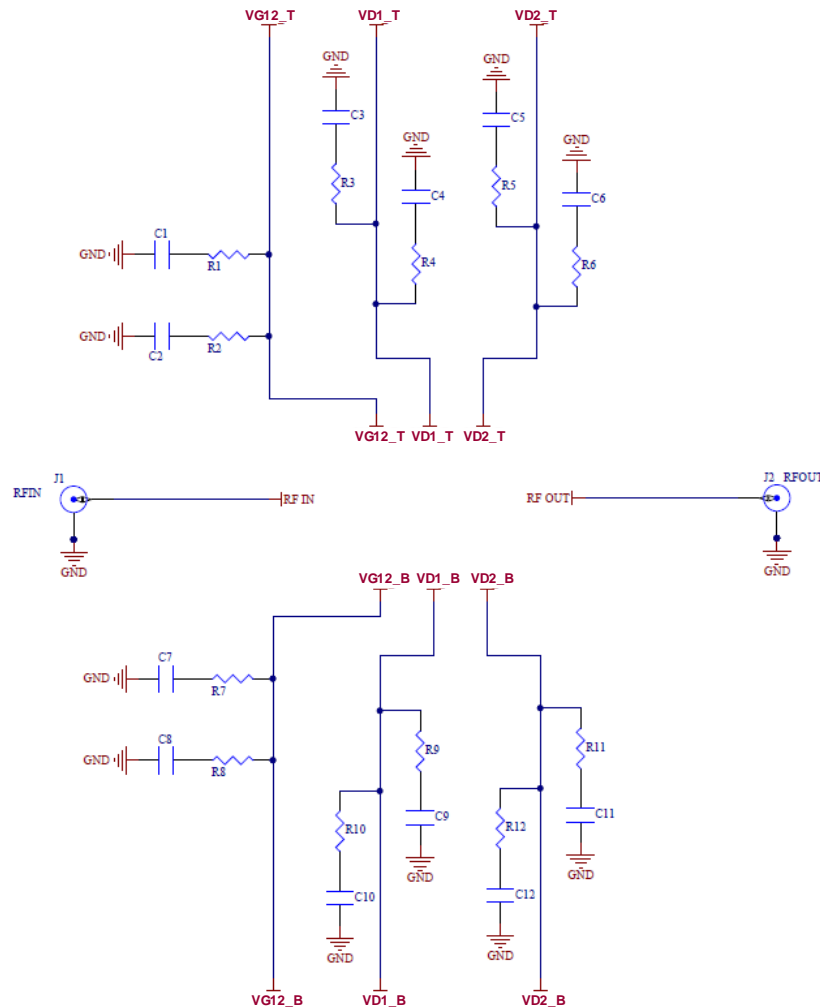 VG12_T VD1_T VD2_T
GND
GND
C3
C5
GND
GND
R3
R5
C4
C6
C1
GND
R1
R4
R6
GND
C2
R2
VG12_T VD1_T VD2_T
J1
J2 RFOUT
RFIN
RF IN
RF OUT
GND
GND
VG12_B VD1_B VD2_B
C7
GND
R7
C8
R9
R11
GND
R8
C9
C11
R10
R12
GND
GND
C10
C12
GND
GND
VG12_B VD1_B VD2_B